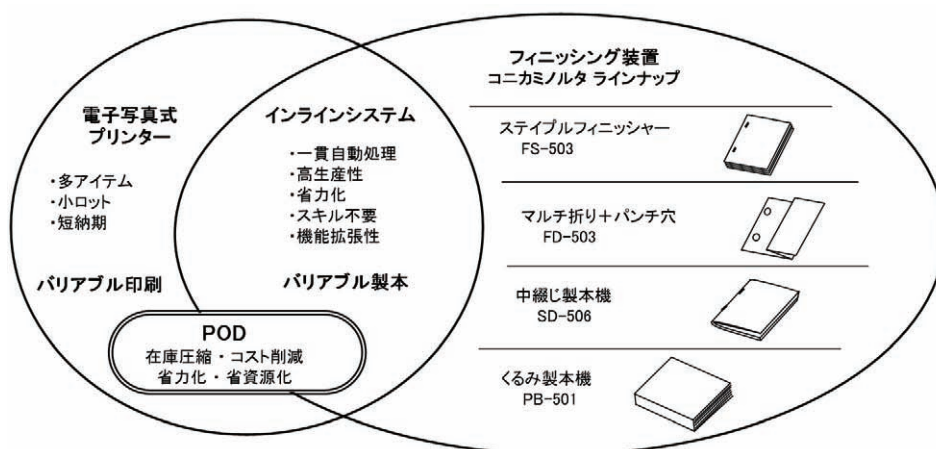 電子写真式
プリンター
・多アイテム
・小ロット
・短納期
バリアブル印刷
インラインシステム
・一貫自動処理
・高生産性
・省力化
・スキル不要
・機能拡張性
バリアブル製本
POD
在庫圧縮・コスト削減
省力化・省資源化
フィニッシング装置
コニカミノルタ ラインナップ
ステイプルフィニッシャー
FS-503
マルチ折り＋パンチ穴
FD-503
中綴じ製本機
SD-506
くるみ製本機
PB-501